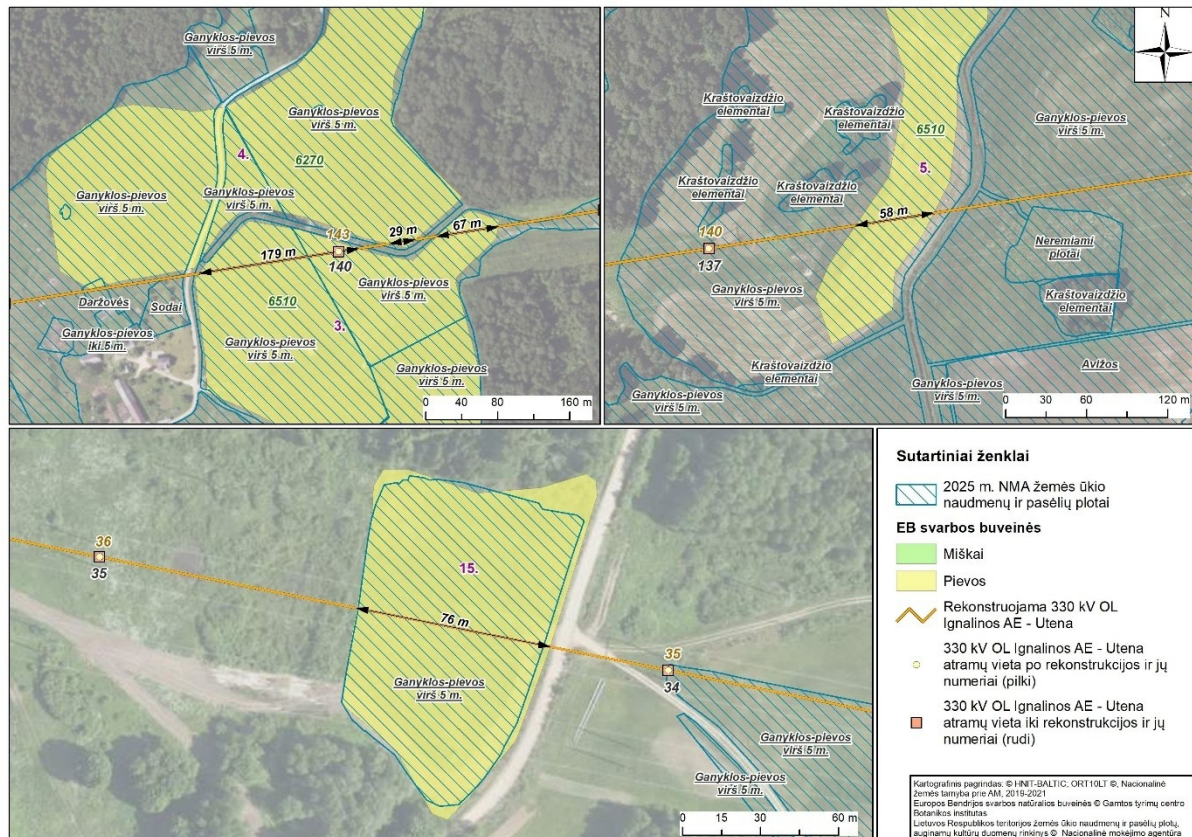 Ganyklos-pievos
virš 5 m.
Ganyklos-pievos
virš 5 m.
6270
4.
Ganyklos-pievos
virš 5 m.
Ganyklos-pievos
virš 5 m.
143
140
29 m
67 m
179 m
Ganyklos-pievos
virš 5 m.
Daržovės
Sodai
6510
Ganyklos-pievos
iki 5 m.
3.
Ganyklos-pievos
virš 5 m.
Ganyklos-pievos
virš 5 m.
0 40 80 160 m
N
Kraštovaizdžio
elementai
Kraštovaizdžio
elementai
6510
Ganyklos-pievos
virš 5 m.
5.
Kraštovaizdžio
elementai
Kraštovaizdžio
elementai
58 m
140
137
Neremiami
plotai
Ganyklos-pievos
virš 5 m.
Kraštovaizdžio
elementai
Kraštovaizdžio
elementai
Avižos
Ganyklos-pievos
virš 5 m.
Ganyklos-pievos
virš 5 m.
0 30 60 120 m
36
35
15.
76 m
35
34
Ganyklos-pievos
virš 5 m.
Ganyklos-pievos
virš 5 m.
Ganyklos-pievos
virš 5 m.
0 15 30 60 m
Sutartiniai ženklai
2025 m. NMA žemės ūkio
naudmenų ir pasėlių plotai
EB svarbos buveinės
Miškai
Pievos
Rekonstruojama 330 kV OL
Ignalinos AE - Utena
330 kV OL Ignalinos AE - Utena
atramų vieta po rekonstrukcijos ir jų
numeriai (pilki)
330 kV OL Ignalinos AE - Utena
atramų vieta iki rekonstrukcijos ir jų
numeriai (rudi)
Kartografinis pagrindas: © HNIT-BALTIC; ORT10LT ©, Nacionalinė
žemės tarnyba prie AM, 2019-2021
Europos Bendrijos svarbos natūralios buveinės © Gamtos tyrimų centro
Botanikos institutas
Lietuvos Respublikos teritorijos žemės ūkio naudmenų ir pasėlių plotų,
auginamų kultūrų duomenų rinkinys © Nacionalinė mokėjimo agentūra